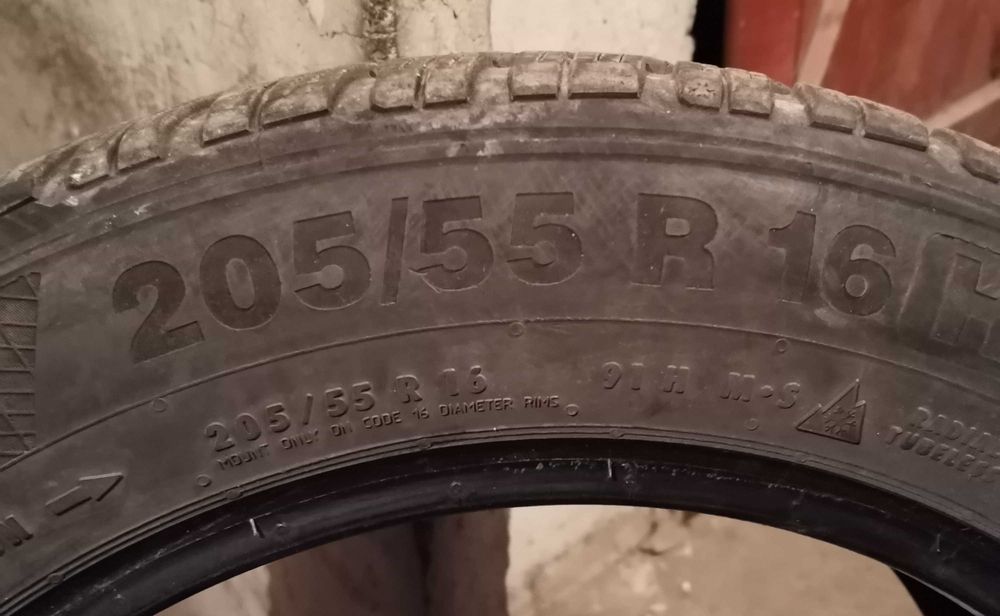 205/55 R 16 H
205/55 R 16 91 H M•S
MOUNT ONLY ON CODE 16 DIAMETER RIMS